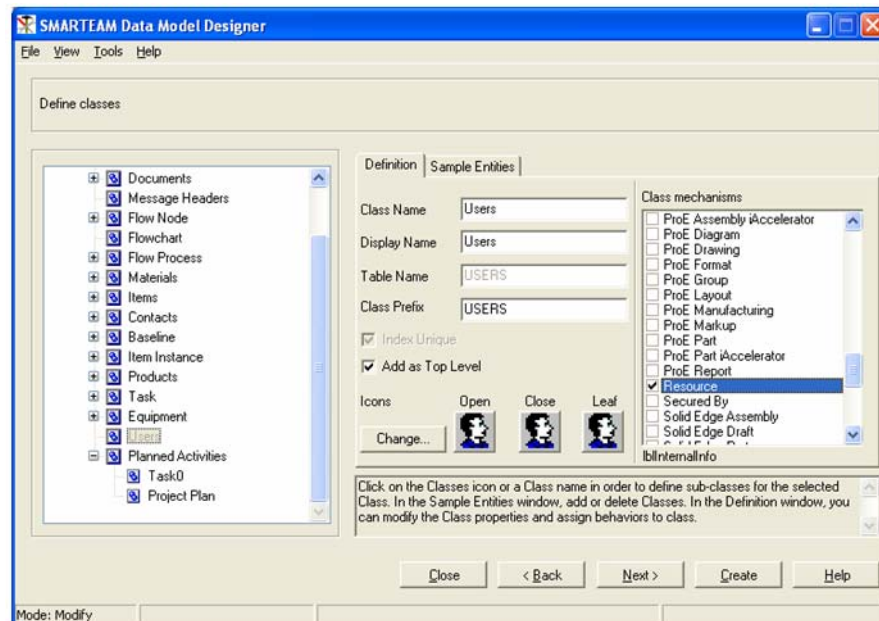 SMARTEAM Data Model Designer
File View Tools Help
Define classes
Documents
Message Headers
Flow Node
Flowchart
Flow Process
Materials
Items
Contacts
Baseline
Item Instance
Products
Task
Equipment
Users
Planned Activities
Task0
Project Plan
Definition Sample Entities
Class Name Users
Display Name Users
Table Name USERS
Class Prefix USERS
Index Unique
Add as Top Level
Icons Open Close Leaf
Change...
Class mechanisms
ProE Assembly iAccelerator
ProE Diagram
ProE Drawing
ProE Format
ProE Group
ProE Layout
ProE Manufacturing
ProE Markup
ProE Part
ProE Part iAccelerator
ProE Report
Resource
Secured By
Solid Edge Assembly
Solid Edge Draft
lblInternalInfo
Click on the Classes icon or a Class name in order to define sub-classes for the selected
Class. In the Sample Entities window, add or delete Classes. In the Definition window, you
can modify the Class properties and assign behaviors to class.
Close < Back Next > Create Help
Mode: Modify